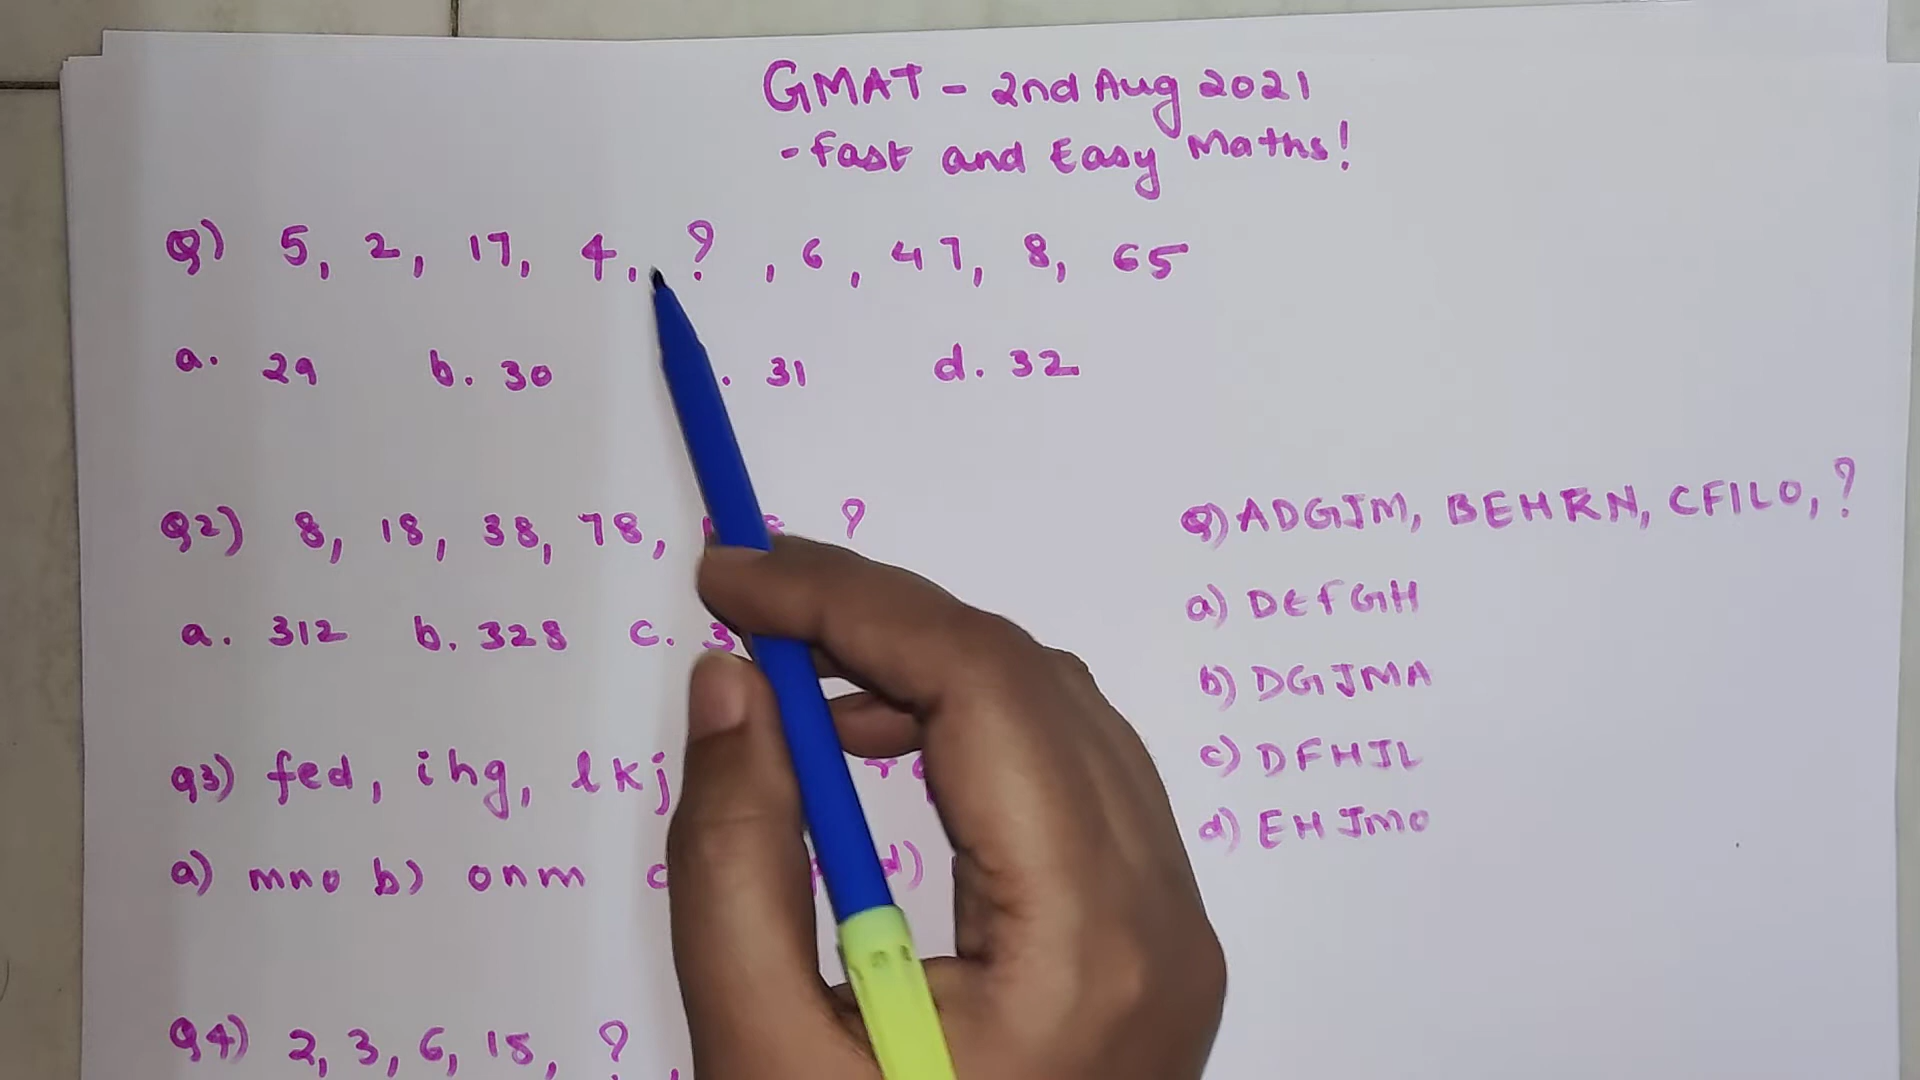 GMAT - 2nd Aug 2021
- Fast and Easy Maths!
Q) 5, 2, 17, 4, ?, 6, 47, 8, 65
a. 29 b. 30 . 31 d. 32
Q2) 8, 18, 38, 78, ?
a. 312 b. 328 c. 3
Q3) fed, ihg, lkj
a) mno b) onm c d)
Q4) 2, 3, 6, 15, ?,
Q) ADGJM, BEHKN, CFILO, ?
a) DEFGH
b) DGJMA
c) DFHJL
d) EHJMO